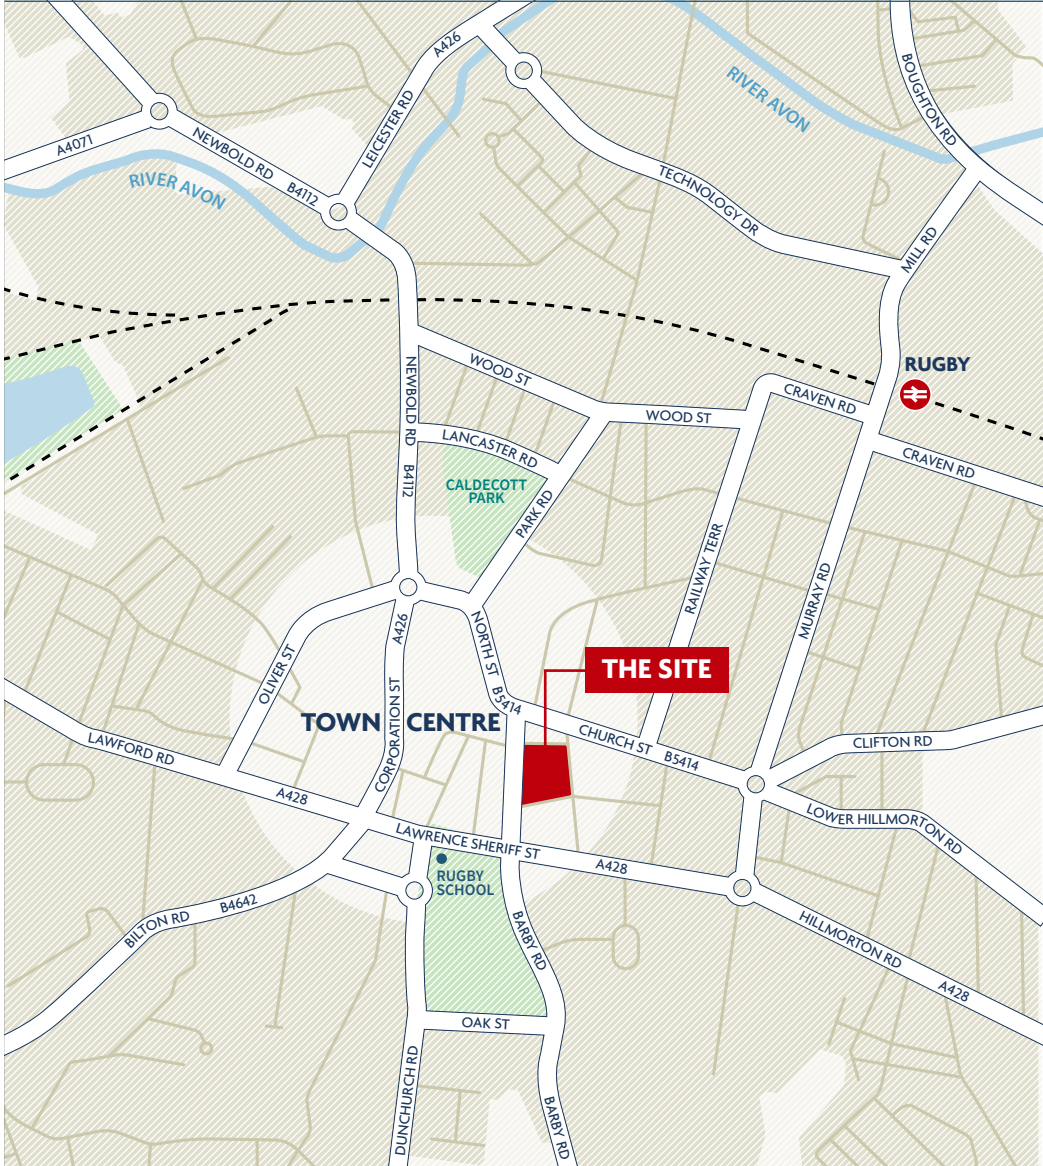 A426
BOUGHTON RD
RIVER AVON
LEICESTER RD
A4071
NEWBOLD RD
B4112
RIVER AVON
TECHNOLOGY DR
MILL RD
RUGBY
WOOD ST
NEWBOLD RD
CRAVEN RD
WOOD ST
LANCASTER RD
CRAVEN RD
B4112
CALDECOTT
PARK
PARK RD
RAILWAY TERR
MURRAY RD
A426
NORTH ST
OLIVER ST
THE SITE
B5414
TOWN CENTRE
CORPORATION ST
CHURCH ST
B5414
CLIFTON RD
LAWFORD RD
A428
LOWER HILLMORTON RD
LAWRENCE SHERIFF ST
A428
RUGBY
SCHOOL
B4642
BILTON RD
BARBY RD
HILLMORTON RD
A428
OAK ST
DUNCHURCH RD
BARBY RD